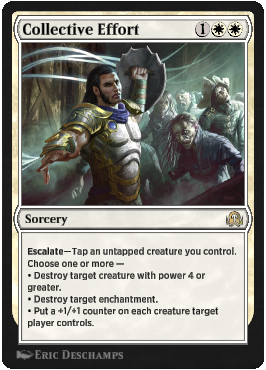 Collective Effort 1
Sorcery
Escalate—Tap an untapped creature you control.
Choose one or more —
• Destroy target creature with power 4 or
greater.
• Destroy target enchantment.
• Put a +1/+1 counter on each creature target
player controls.
Eric Deschamps